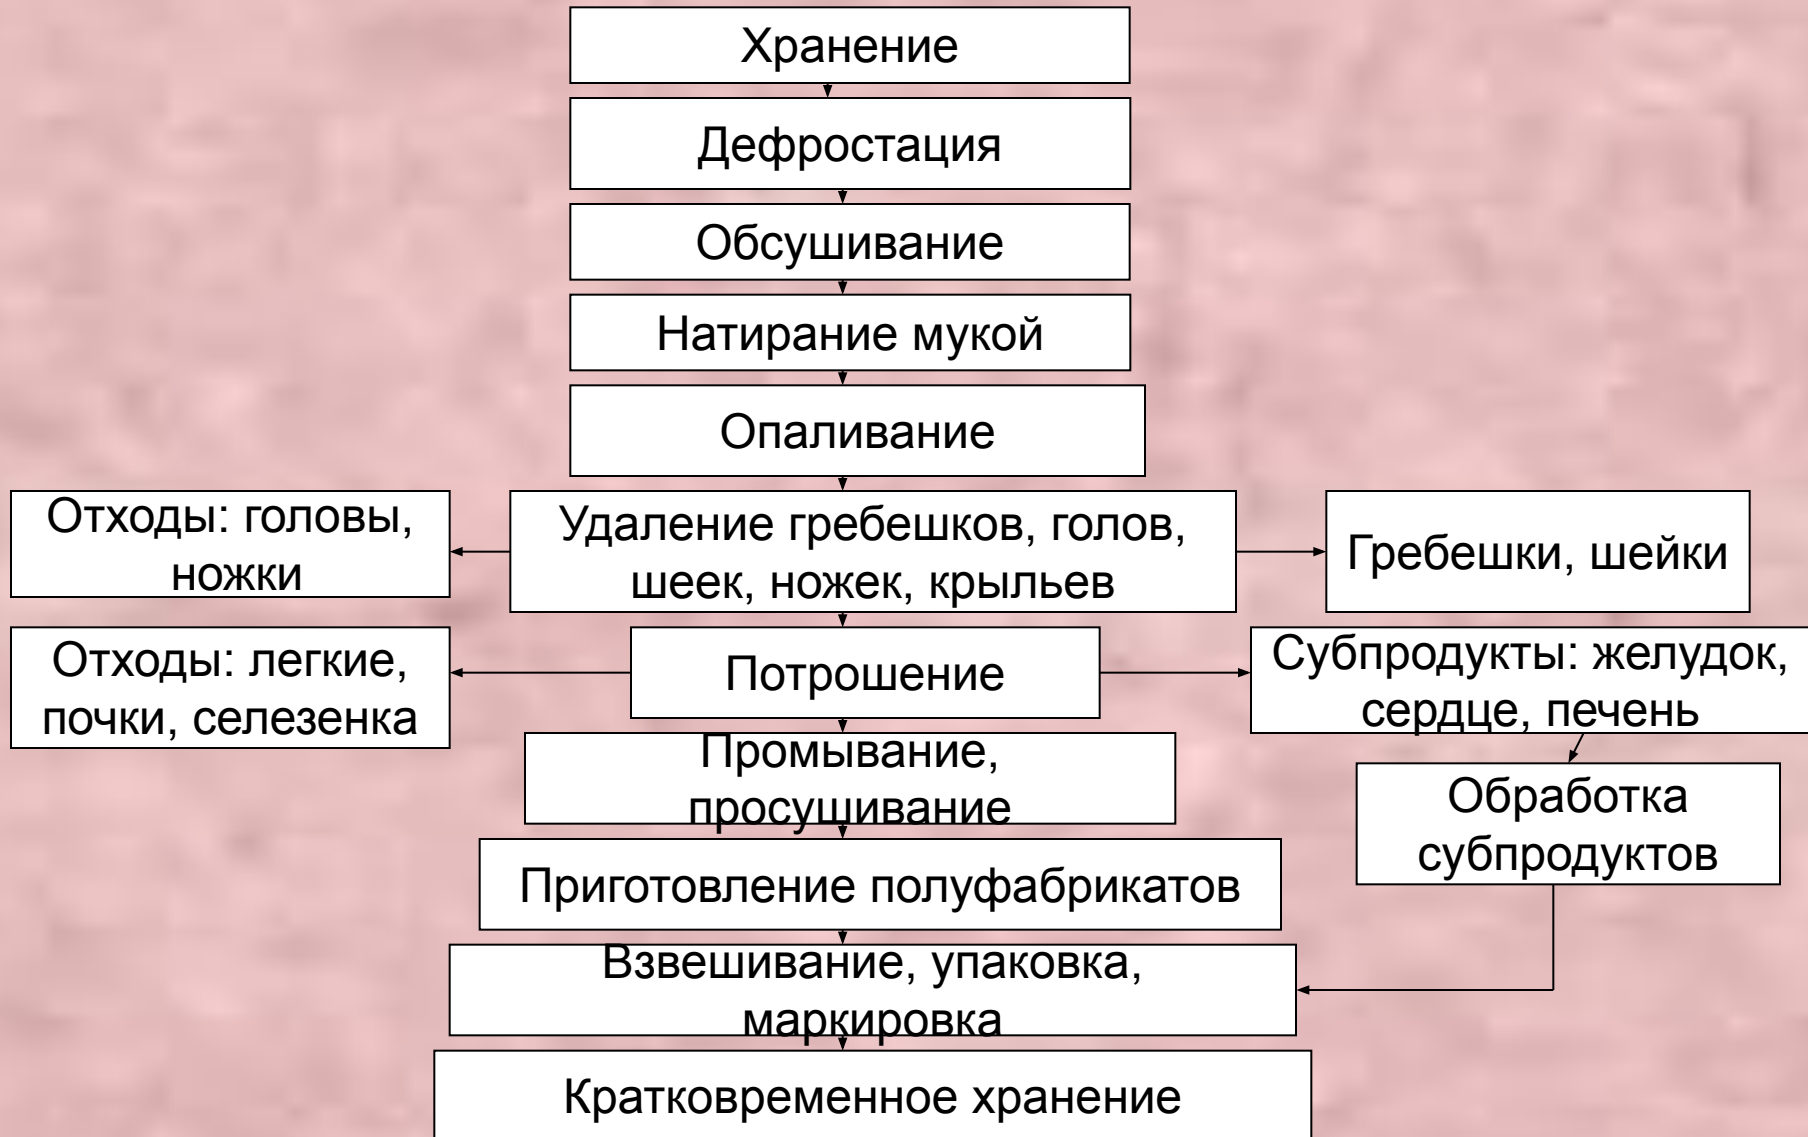 Хранение
Дефростация
Обсушивание
Натирание мукой
Опаливание
Отходы: головы,
ножки
Удаление гребешков, голов,
шеек, ножек, крыльев
Гребешки, шейки
Отходы: легкие,
почки, селезенка
Потрошение
Субпродукты: желудок,
сердце, печень
Промывание,
просушивание
Обработка
субпродуктов
Приготовление полуфабрикатов
Взвешивание, упаковка,
маркировка
Кратковременное хранение